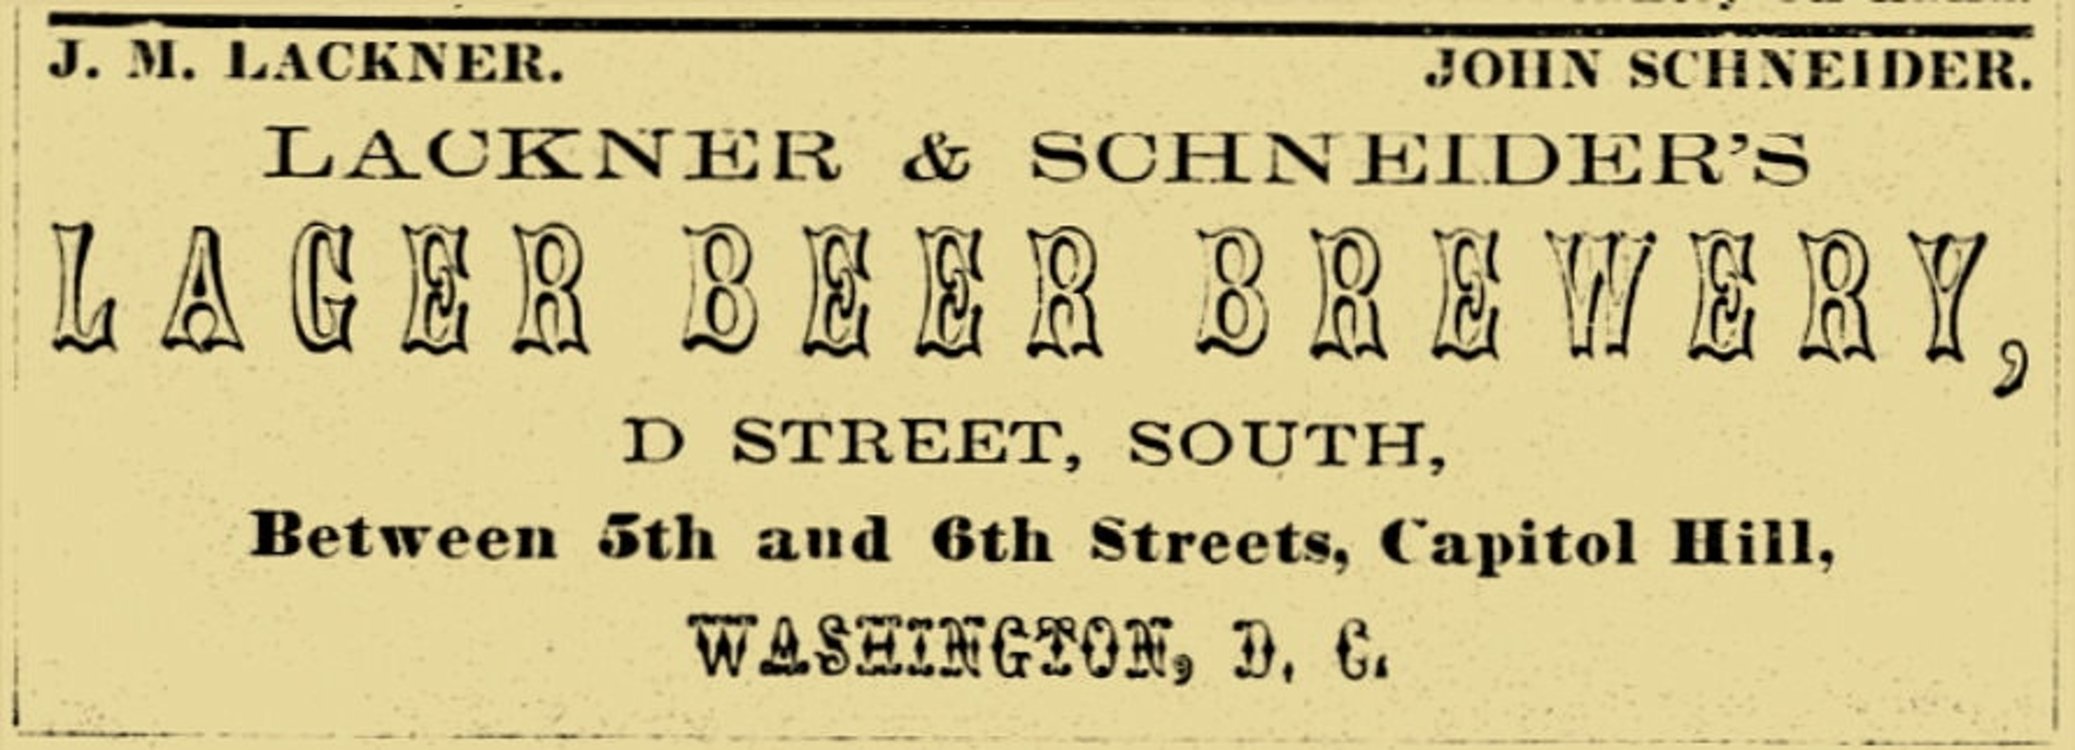 J. M. LACKNER. JOHN SCHNEIDER.
LACKNER & SCHNEIDER'S
LAGER BEER BREWERY,
D STREET, SOUTH,
Between 5th and 6th Streets, Capitol Hill,
WASHINGTON, D. C.